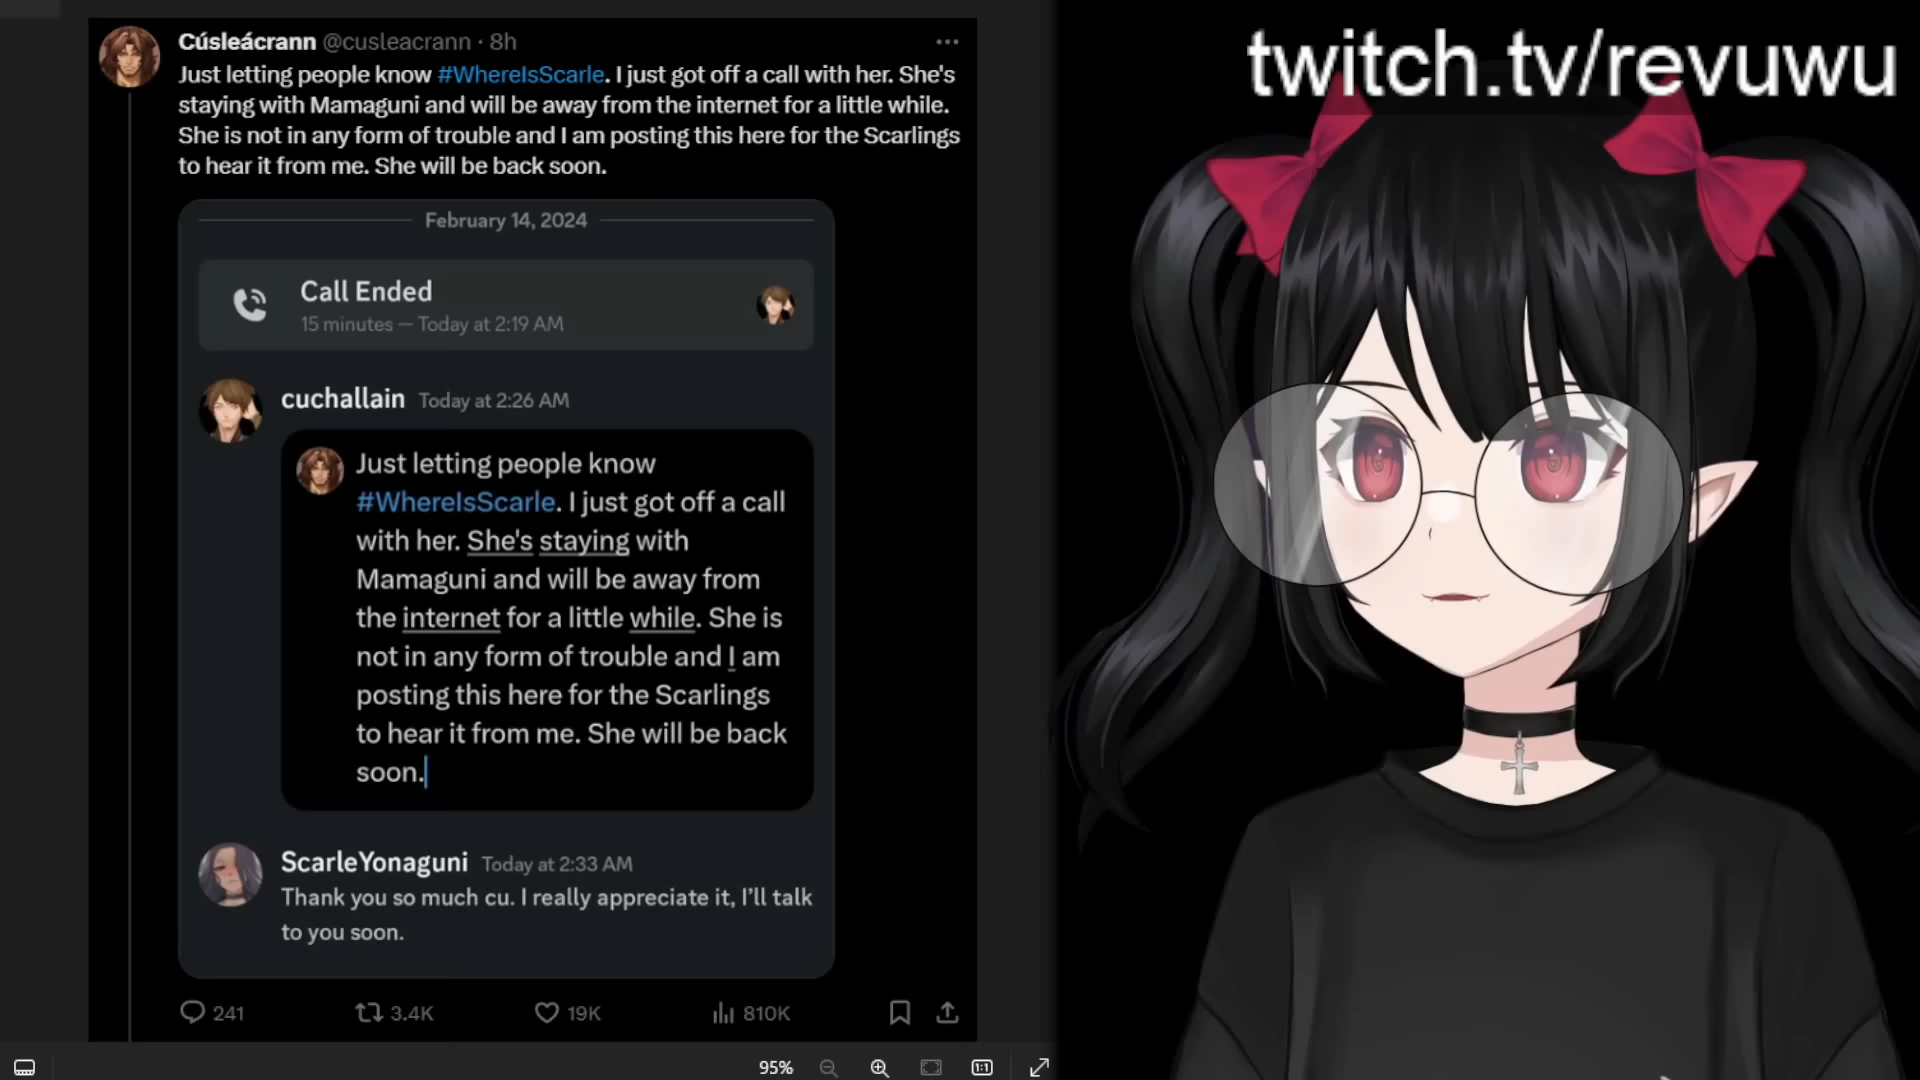 twitch.tv/revuwu
Cúsleácrann @cusleacrann · 8h
Just letting people know #WhereIsScarle. I just got off a call with her. She's
staying with Mamaguni and will be away from the internet for a little while.
She is not in any form of trouble and I am posting this here for the Scarlings
to hear it from me. She will be back soon.
February 14, 2024
Call Ended
15 minutes — Today at 2:19 AM
cuchallain Today at 2:26 AM
Just letting people know
#WhereIsScarle. I just got off a call
with her. She's staying with
Mamaguni and will be away from
the internet for a little while. She is
not in any form of trouble and I am
posting this here for the Scarlings
to hear it from me. She will be back
soon.
ScarleYonaguni Today at 2:33 AM
Thank you so much cu. I really appreciate it, I'll talk
to you soon.
241 3.4K 19K 810K
95% 1:1